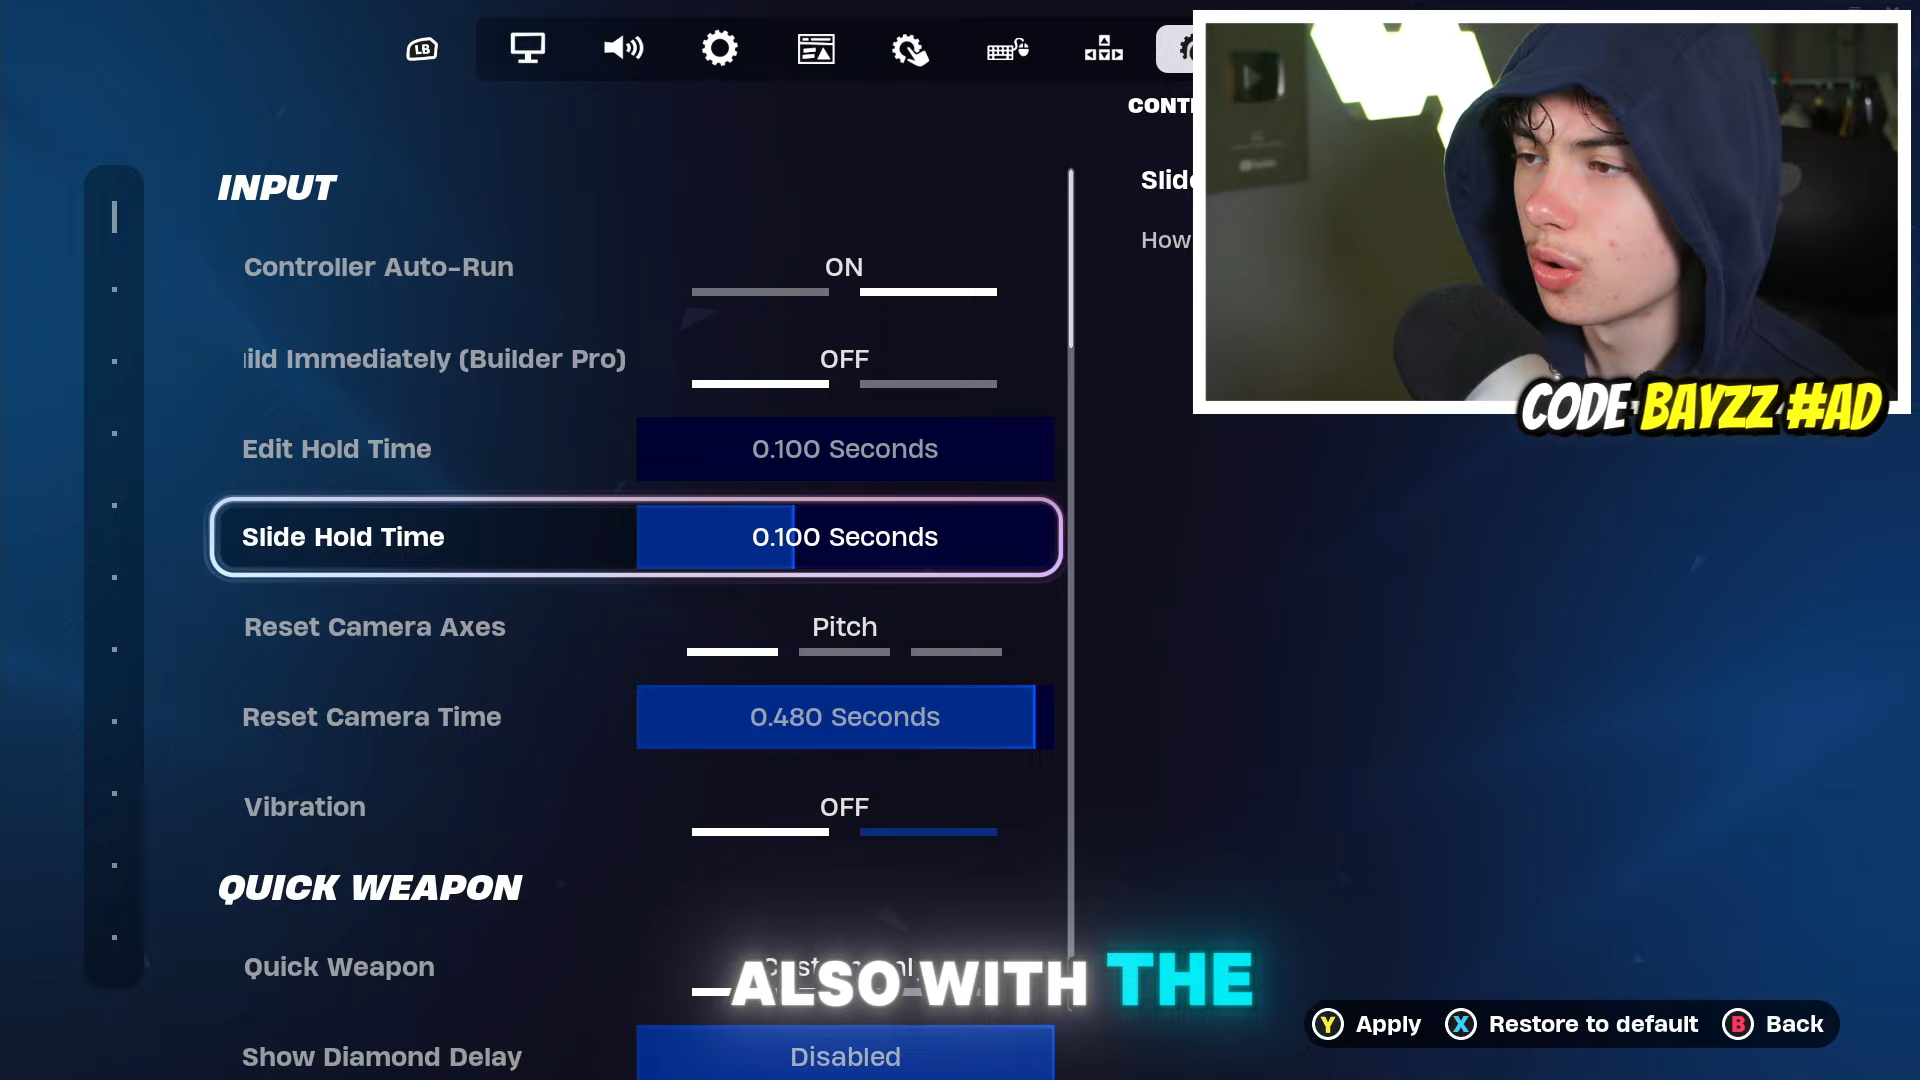 LB
CONT
INPUT
Slide
How
Controller Auto-Run ON
ild Immediately (Builder Pro) OFF
CODE BAYZZ #AD
Edit Hold Time 0.100 Seconds
Slide Hold Time 0.100 Seconds
Reset Camera Axes Pitch
Reset Camera Time 0.480 Seconds
Vibration OFF
QUICK WEAPON
Quick Weapon
ALSO WITH THE
Y Apply X Restore to default B Back
Show Diamond Delay Disabled